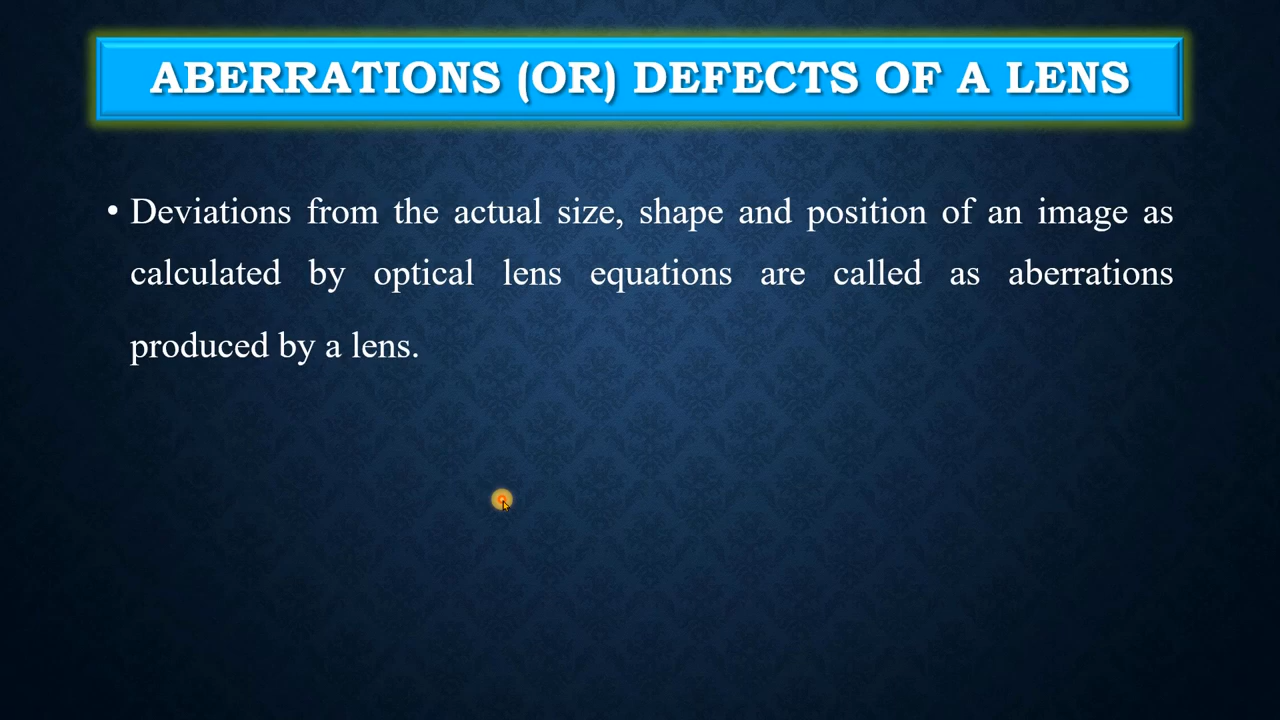 ABERRATIONS (OR) DEFECTS OF A LENS
• Deviations from the actual size, shape and position of an image as
calculated by optical lens equations are called as aberrations
produced by a lens.